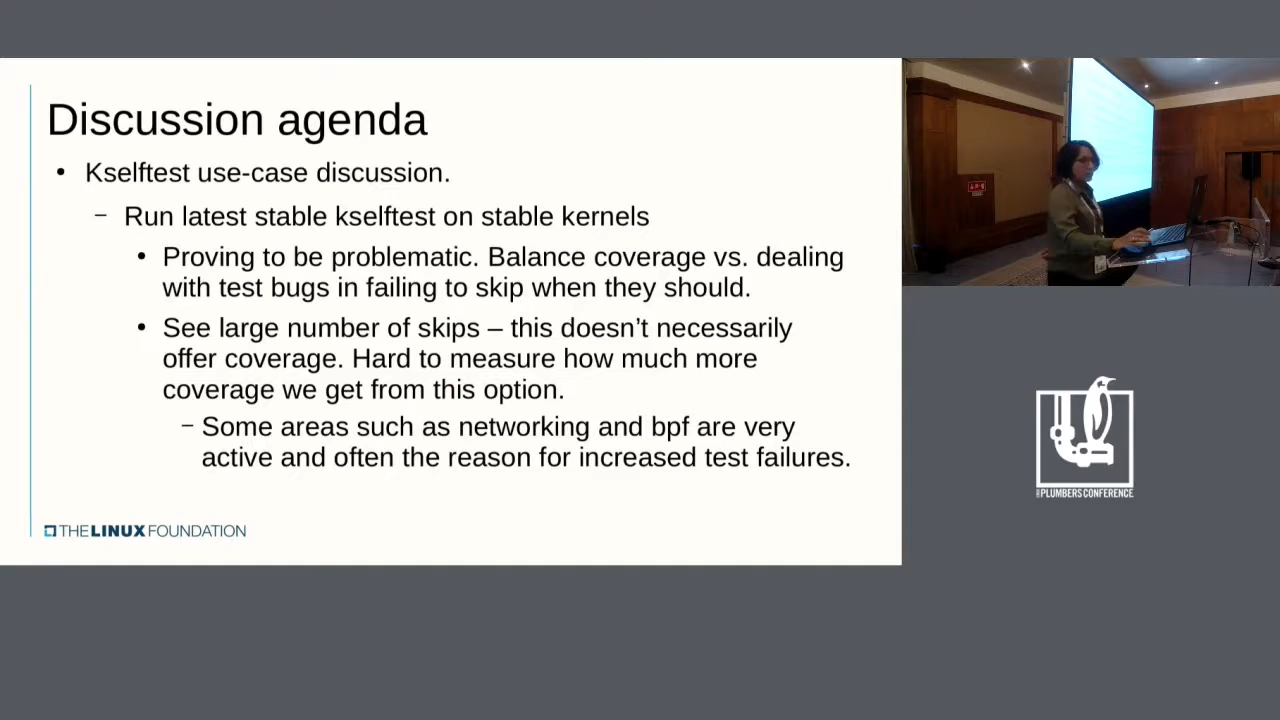 Discussion agenda
• Kselftest use-case discussion.
– Run latest stable kselftest on stable kernels
• Proving to be problematic. Balance coverage vs. dealing
with test bugs in failing to skip when they should.
• See large number of skips – this doesn’t necessarily
offer coverage. Hard to measure how much more
coverage we get from this option.
– Some areas such as networking and bpf are very
active and often the reason for increased test failures.
THE LINUX FOUNDATION
PLUMBERS CONFERENCE